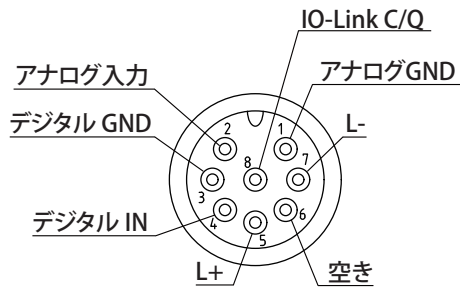 IO-Link C/Q
アナログ入力
アナログGND
デジタル GND
L-
2
1
8
7
3
4
5
6
デジタル IN
L+
空き